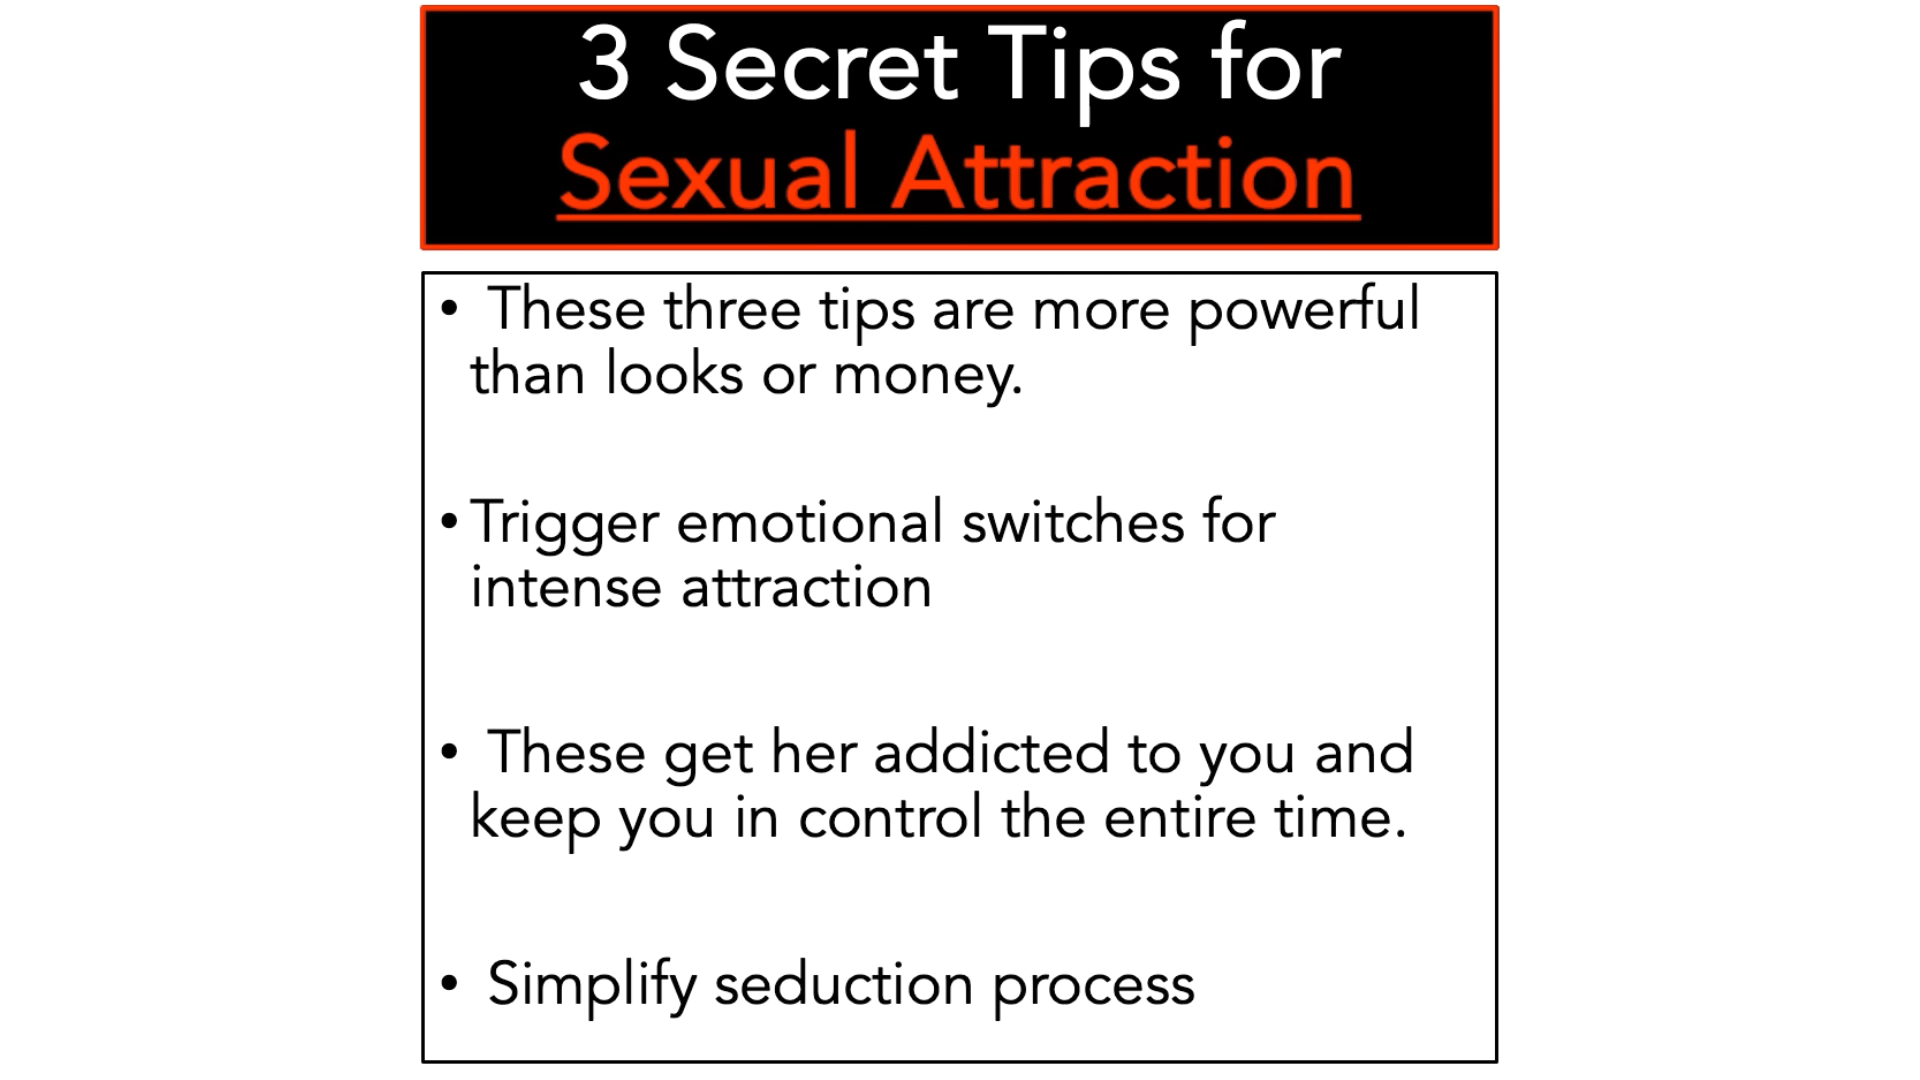 3 Secret Tips for
Sexual Attraction
• These three tips are more powerful
than looks or money.
• Trigger emotional switches for
intense attraction
• These get her addicted to you and
keep you in control the entire time.
• Simplify seduction process